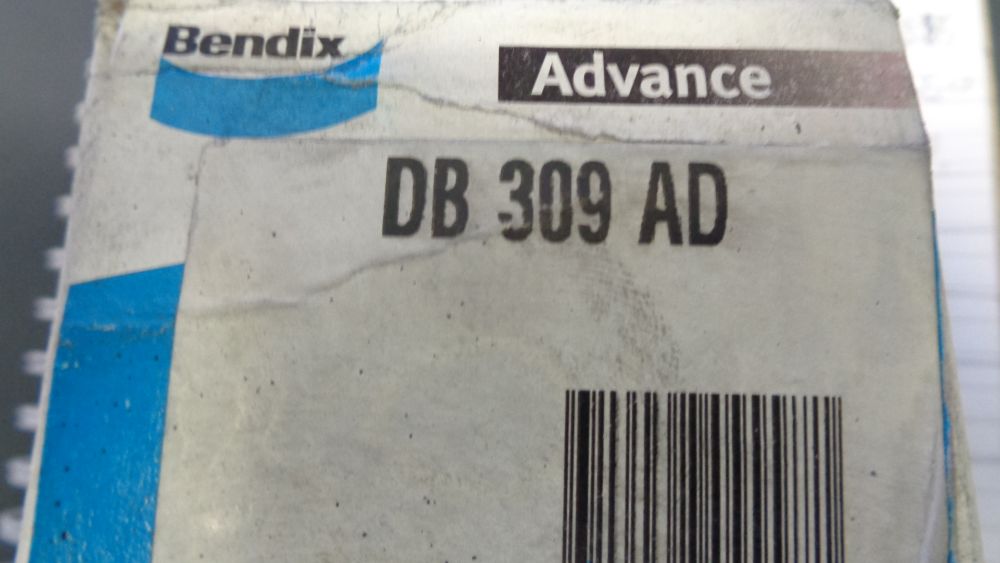 Bendix
Advance
DB 309 AD